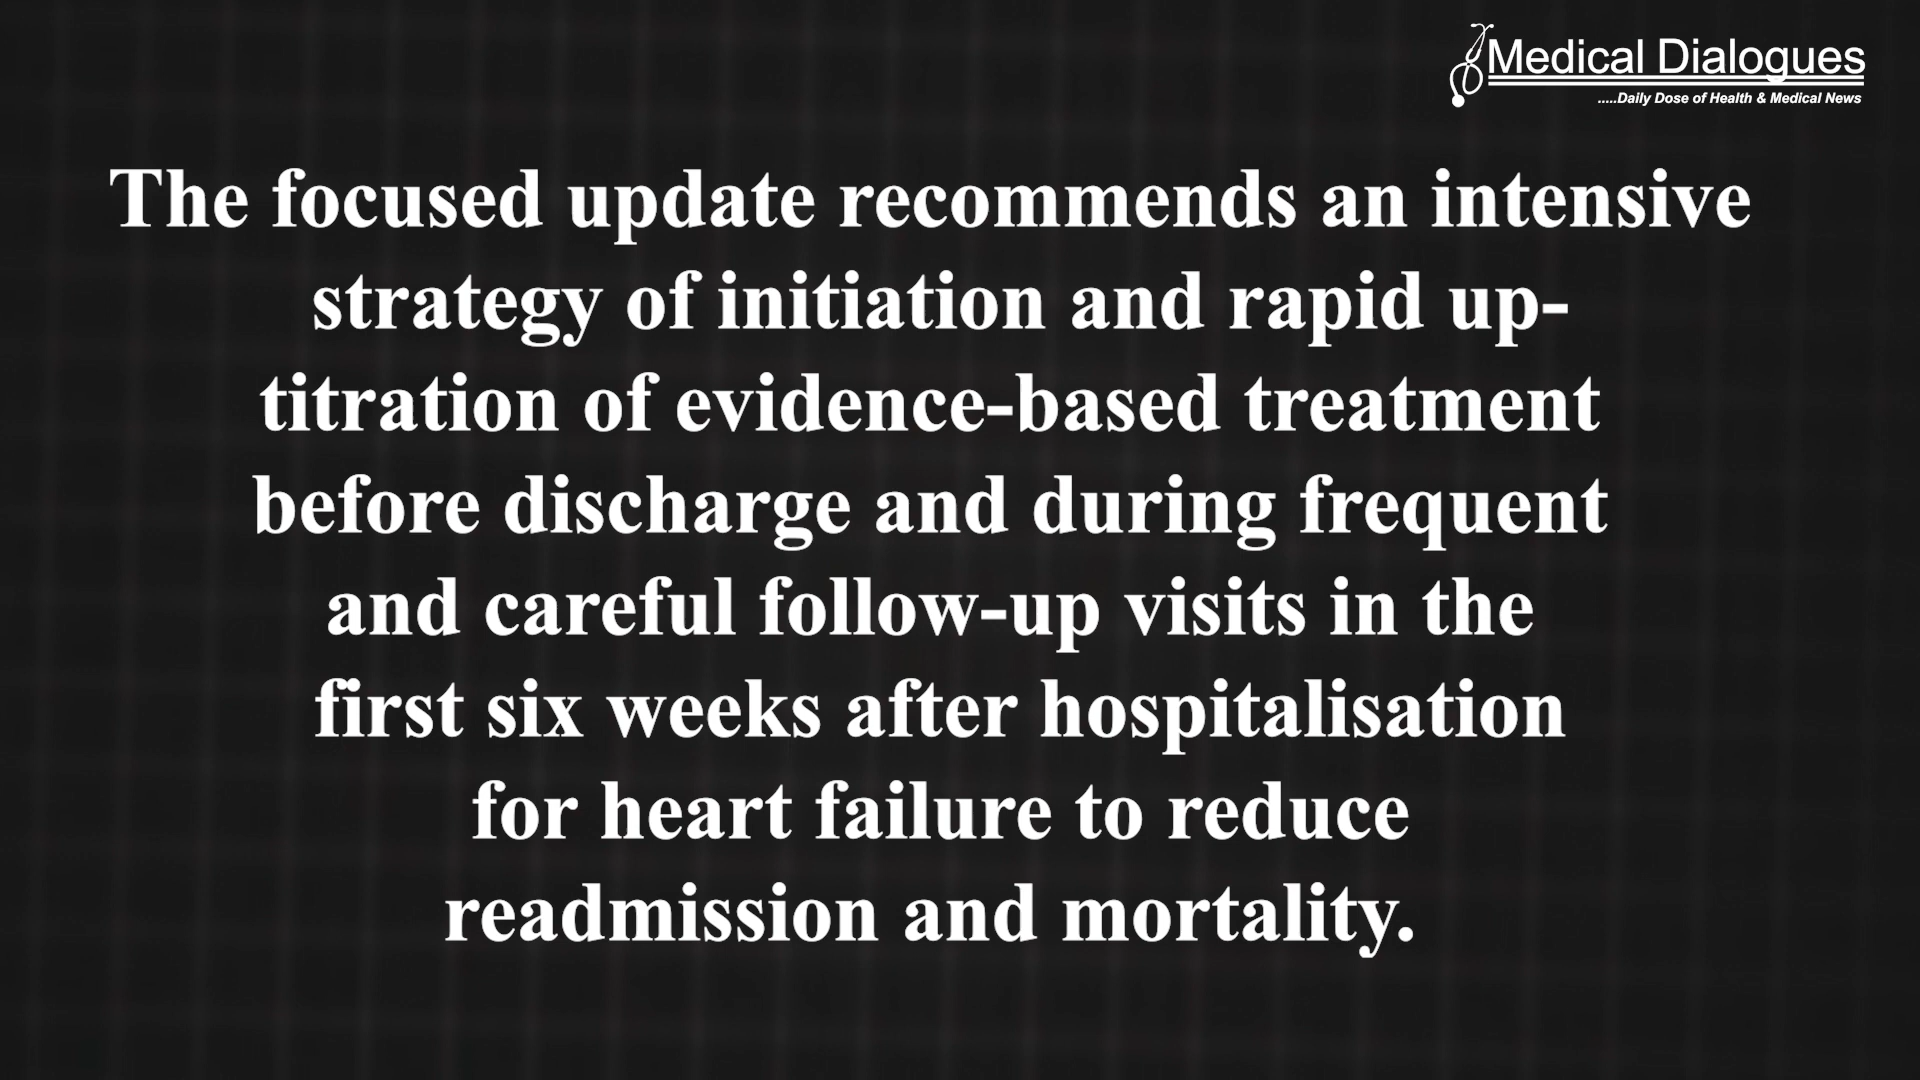 Medical Dialogues
.....Daily Dose of Health & Medical News
The focused update recommends an intensive
strategy of initiation and rapid up-
titration of evidence-based treatment
before discharge and during frequent
and careful follow-up visits in the
first six weeks after hospitalisation
for heart failure to reduce
readmission and mortality.